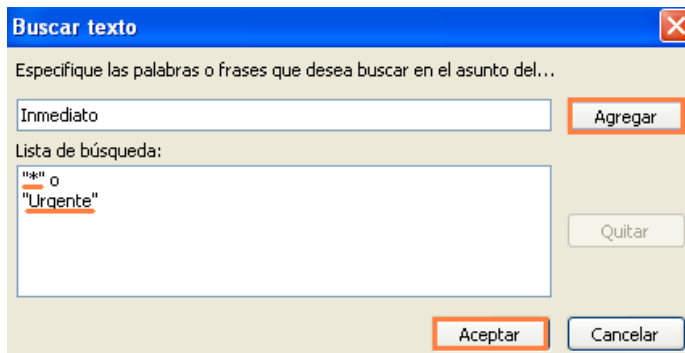 Buscar texto
Especifique las palabras o frases que desea buscar en el asunto del...
Inmediato
Agregar
Lista de búsqueda:
"*" o
"Urgente"
Quitar
Aceptar
Cancelar